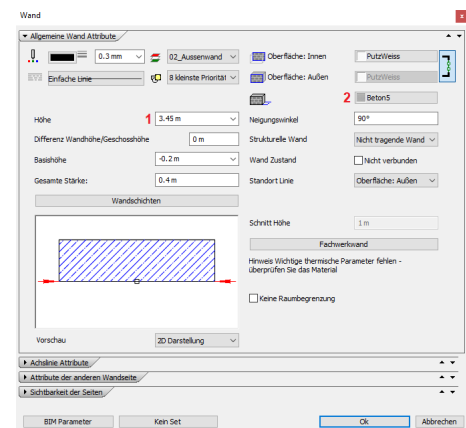 Wand
x
Allgemeine Wand Attribute
0.3 mm
02_Aussenwand
Oberfläche: Innen
PutzWeiss
Einfache Linie
8 kleinste Priorität
Oberfläche: Außen
PutzWeiss
2
Beton5
Höhe
1
3.45 m
Neigungswinkel
90°
Differenz Wandhöhe/Geschosshöhe
0 m
Strukturelle Wand
Nicht tragende Wand
Basishöhe
-0.2 m
Wand Zustand
Nicht verbunden
Gesamte Stärke:
0.4 m
Standort Linie
Oberfläche: Außen
Wandschichten
Schnitt Höhe
1 m
Fachwerkwand
Hinweis Wichtige thermische Parameter fehlen -
überprüfen Sie das Material
Keine Raumbegrenzung
Vorschau
2D Darstellung
Achslinie Attribute
Attribute der anderen Wandseite
Sichtbarkeit der Seiten
BIM Parameter
Kein Set
Ok
Abbrechen